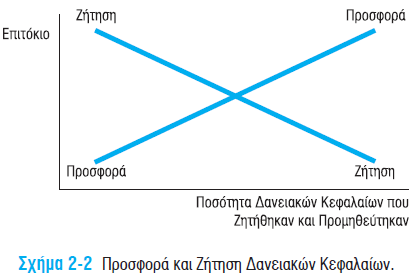 Ζήτηση Προσφορά
Επιτόκιο
Προσφορά Ζήτηση
Ποσότητα Δανειακών Κεφαλαίων που
Ζητήθηκαν και Προμηθεύτηκαν
Σχήμα 2-2 Προσφορά και Ζήτηση Δανειακών Κεφαλαίων.